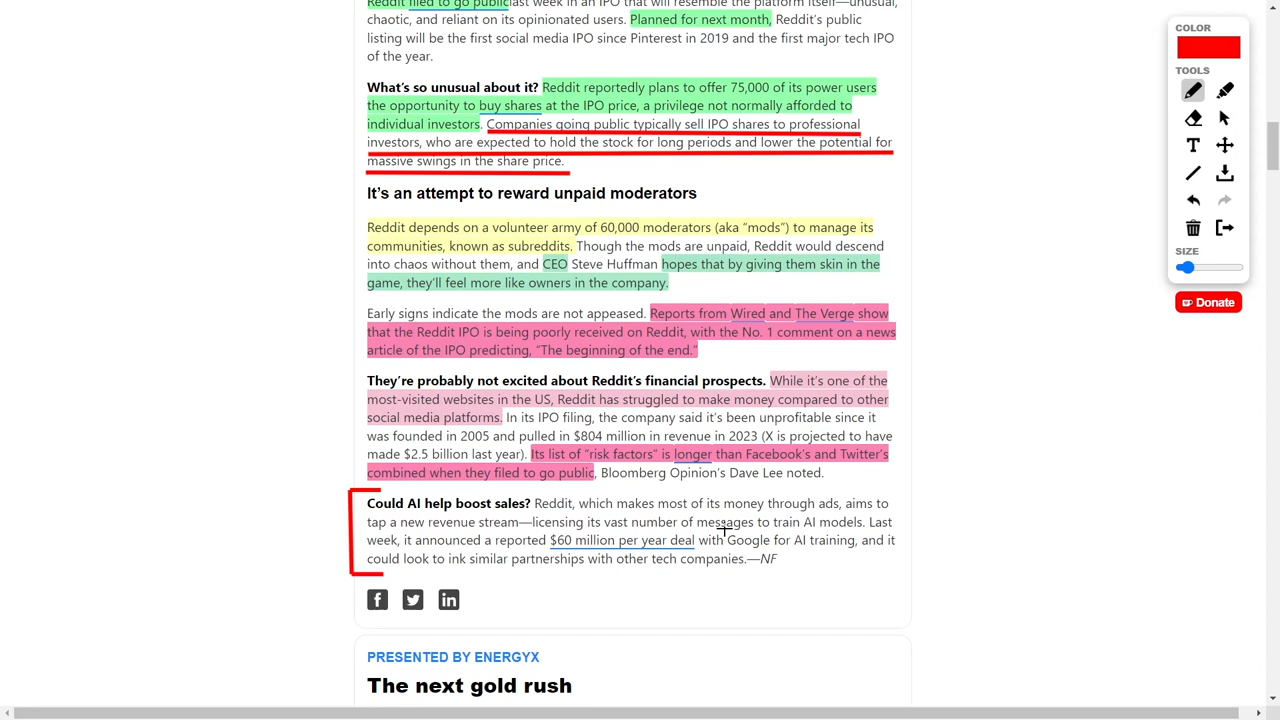 Reddit filed to go public last week in an IPO that will resemble the platform itself—unusual,
chaotic, and reliant on its opinionated users. Planned for next month, Reddit's public
listing will be the first social media IPO since Pinterest in 2019 and the first major tech IPO
of the year.
What's so unusual about it? Reddit reportedly plans to offer 75,000 of its power users
the opportunity to buy shares at the IPO price, a privilege not normally afforded to
individual investors. Companies going public typically sell IPO shares to professional
investors, who are expected to hold the stock for long periods and lower the potential for
massive swings in the share price.
It's an attempt to reward unpaid moderators
Reddit depends on a volunteer army of 60,000 moderators (aka "mods") to manage its
communities, known as subreddits. Though the mods are unpaid, Reddit would descend
into chaos without them, and CEO Steve Huffman hopes that by giving them skin in the
game, they'll feel more like owners in the company.
Early signs indicate the mods are not appeased. Reports from Wired and The Verge show
that the Reddit IPO is being poorly received on Reddit, with the No. 1 comment on a news
article of the IPO predicting, "The beginning of the end."
They're probably not excited about Reddit's financial prospects. While it's one of the
most-visited websites in the US, Reddit has struggled to make money compared to other
social media platforms. In its IPO filing, the company said it's been unprofitable since it
was founded in 2005 and pulled in $804 million in revenue in 2023 (X is projected to have
made $2.5 billion last year). Its list of "risk factors" is longer than Facebook's and Twitter's
combined when they filed to go public, Bloomberg Opinion's Dave Lee noted.
Could AI help boost sales? Reddit, which makes most of its money through ads, aims to
tap a new revenue stream—licensing its vast number of messages to train AI models. Last
week, it announced a reported $60 million per year deal with Google for AI training, and it
could look to ink similar partnerships with other tech companies.—NF
PRESENTED BY ENERGYX
The next gold rush
COLOR
TOOLS
SIZE
Donate